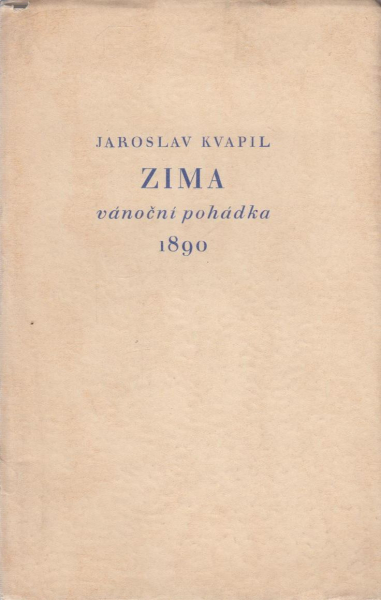 JAROSLAV KVAPIL
ZIMA
vánoční pohádka
1890